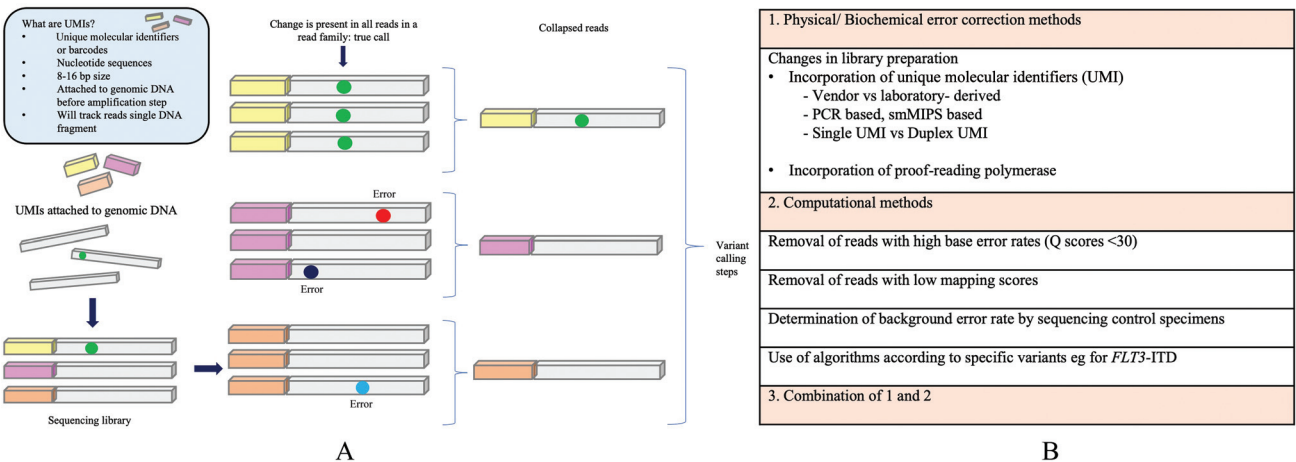 What are UMIs?
• Unique molecular identifiers
or barcodes
• Nucleotide sequences
• 8-16 bp size
• Attached to genomic DNA
before amplification step
• Will track reads single DNA
fragment
UMIs attached to genomic DNA
Sequencing library
Change is present in all reads in a
read family: true call
Error
Error
Error
Collapsed reads
Variant
calling
steps
A
1. Physical/ Biochemical error correction methods
Changes in library preparation
• Incorporation of unique molecular identifiers (UMI)
- Vendor vs laboratory- derived
- PCR based, smMIPS based
- Single UMI vs Duplex UMI
• Incorporation of proof-reading polymerase
2. Computational methods
Removal of reads with high base error rates (Q scores <30)
Removal of reads with low mapping scores
Determination of background error rate by sequencing control specimens
Use of algorithms according to specific variants eg for FLT3-ITD
3. Combination of 1 and 2
B